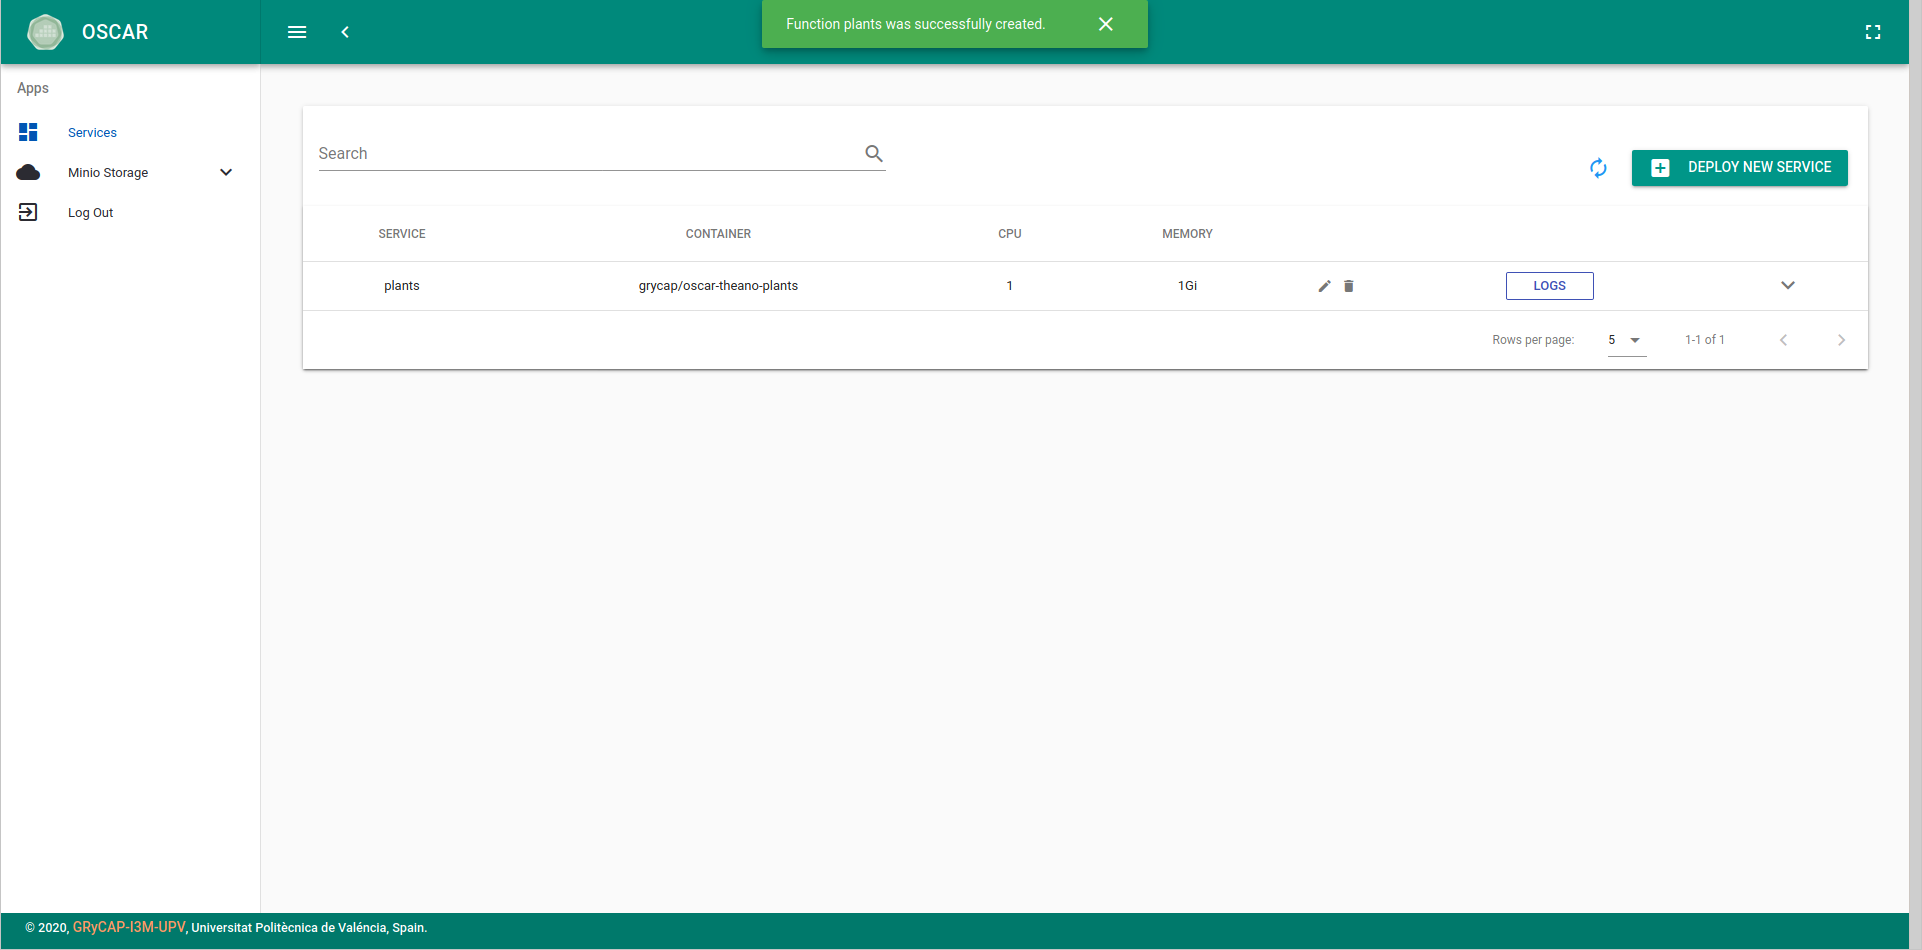 OSCAR
Function plants was successfully created.
Apps
Services
Minio Storage
Log Out
Search
DEPLOY NEW SERVICE
SERVICE CONTAINER CPU MEMORY
plants grycap/oscar-theano-plants 1 1Gi LOGS
Rows per page: 5 1-1 of 1
© 2020, GRyCAP-I3M-UPV, Universitat Politècnica de Valéncia, Spain.